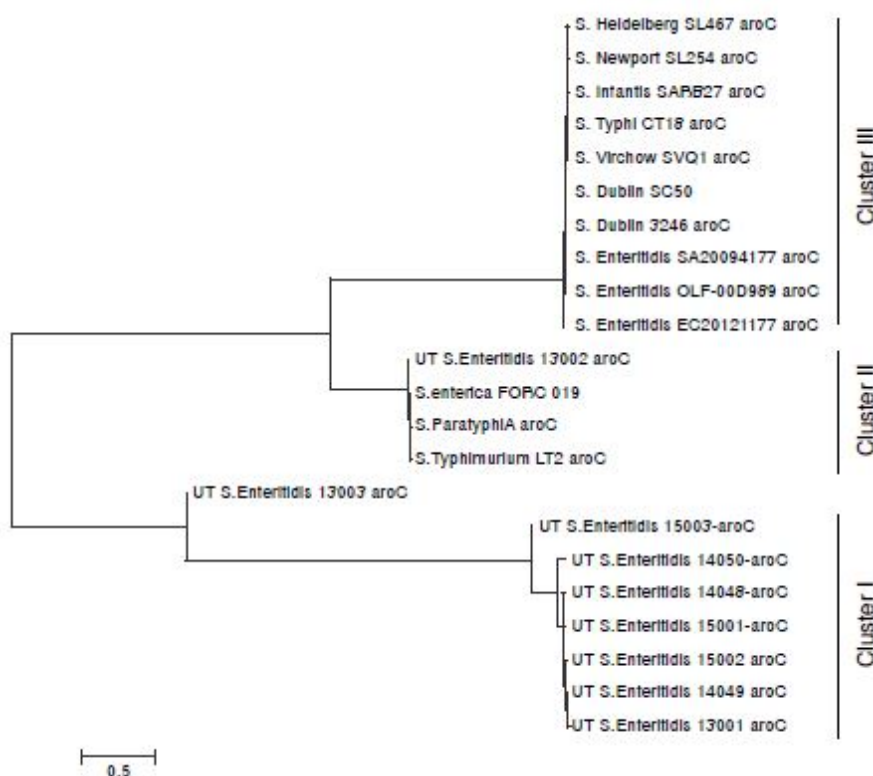 S. Heidelberg SL467 aroC
S. Newport SL254 aroC
S. Infantis SARB27 aroC
S. Typhi CT18 aroC
S. Virchow SVQ1 aroC
S. Dublin SC50
S. Dublin 3246 aroC
S. Enteritidis SA20094177 aroC
S. Enteritidis OLF-00D989 aroC
S. Enteritidis EC20121177 aroC
Cluster III
UT S.Enteritidis 13002 aroC
S.enterica FORC 019
S.ParatyphiA aroC
S.Typhimurium LT2 aroC
Cluster II
UT S.Enteritidis 13003 aroC
UT S.Enteritidis 15003-aroC
UT S.Enteritidis 14050-aroC
UT S.Enteritidis 14048-aroC
UT S.Enteritidis 15001-aroC
UT S.Enteritidis 15002 aroC
UT S.Enteritidis 14049 aroC
UT S.Enteritidis 13001 aroC
Cluster I
0.5